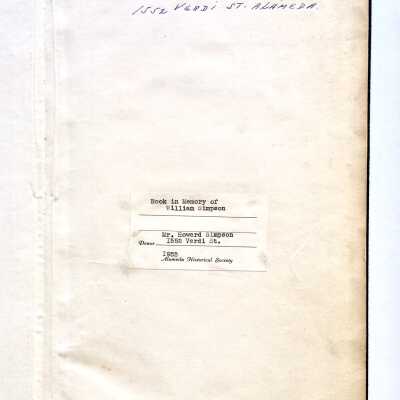 1552 VERDI ST. ALAMEDA.
Book in Memory of
William Simpson
Mr. Howard Simpson
Donor 1552 Verdi St.
1955
Alameda Historical Society